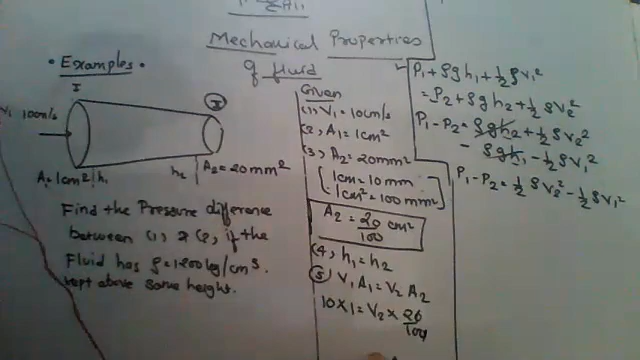 Mechanical Properties
of fluid
• Examples •
I
V₁ 10cm/s
A₁=1cm² h₁
h₂ A₂=20mm²
Find the Pressure difference
between (1) & (2), if the
Fluid has ρ=1200kg/cm³.
kept above same height.
Given
(1) V₁=10cm/s
(2) A₁=1cm²
(3) A₂=20mm²
1cm=10mm
1cm²=100mm²
A₂=20/100 cm²
(4) h₁=h₂
(5) V₁A₁=V₂A₂
10×1=V₂×20/100
P₁+ρgh₁+½ρv₁²
=P₂+ρgh₂+½ρv₂²
P₁-P₂=ρgh₂+½ρv₂²
-ρgh₁-½ρv₁²
P₁-P₂=½ρv₂²-½ρv₁²